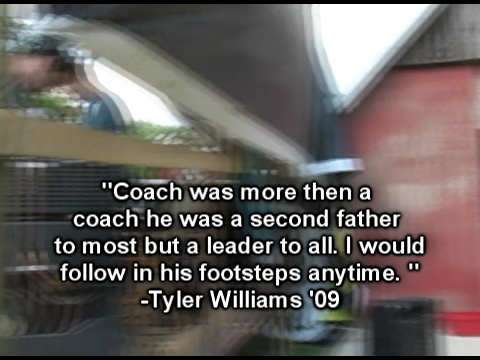 "Coach was more then a
coach he was a second father
to most but a leader to all. I would
follow in his footsteps anytime. "
-Tyler Williams '09